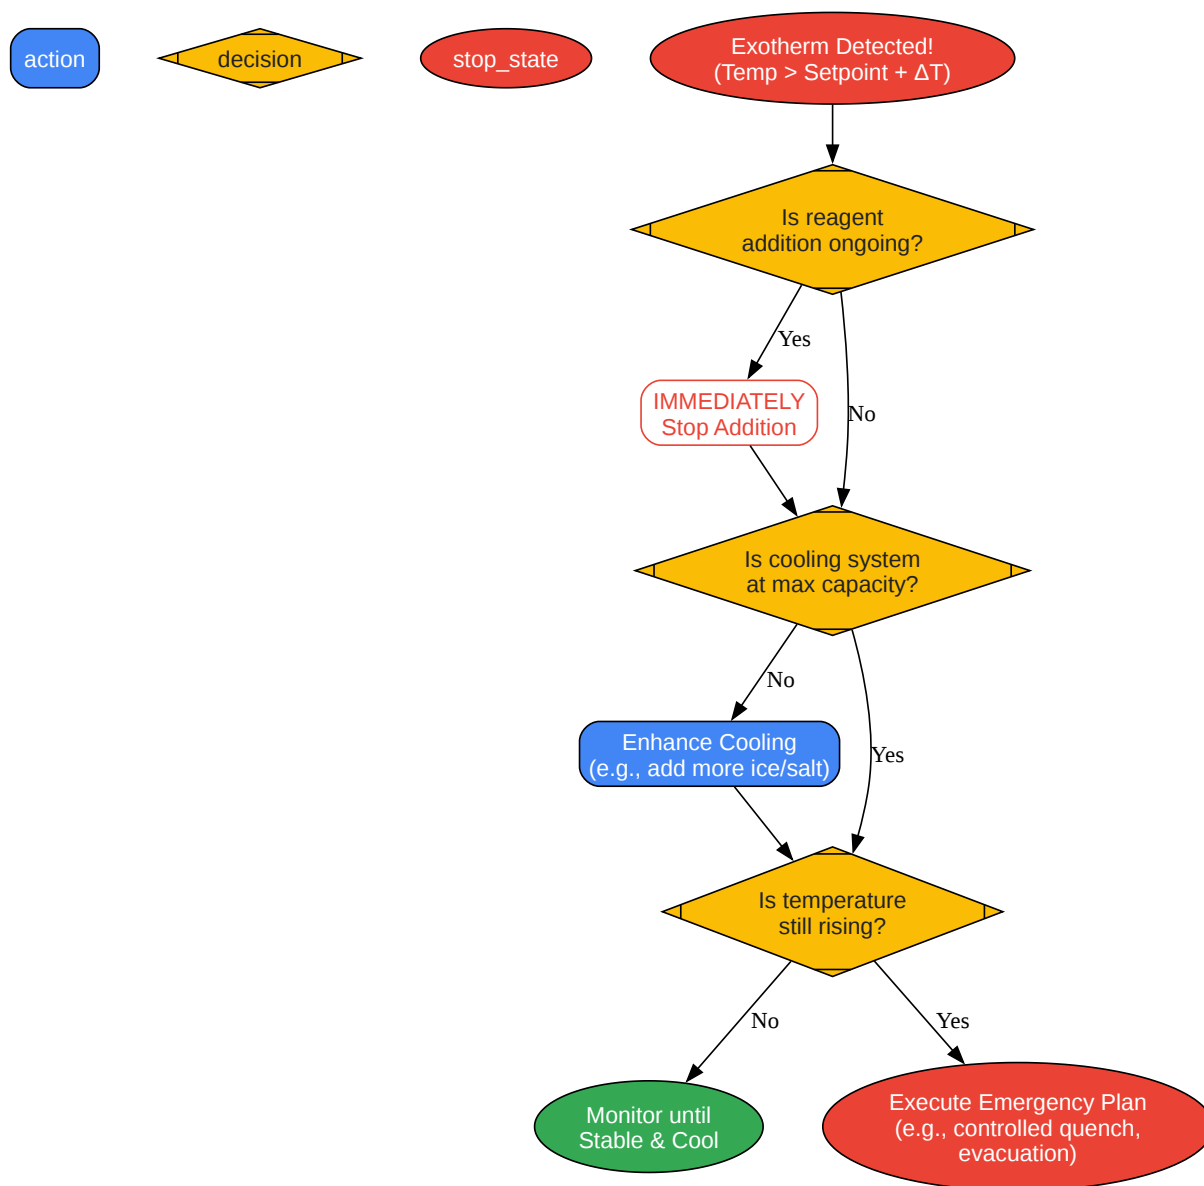 action
decision
stop_state
Exotherm Detected!
(Temp > Setpoint + ΔT)
Is reagent
addition ongoing?
Yes
IMMEDIATELY
Stop Addition
No
Is cooling system
at max capacity?
No
Enhance Cooling
(e.g., add more ice/salt)
Yes
Is temperature
still rising?
No
Yes
Monitor until
Stable & Cool
Execute Emergency Plan
(e.g., controlled quench,
evacuation)